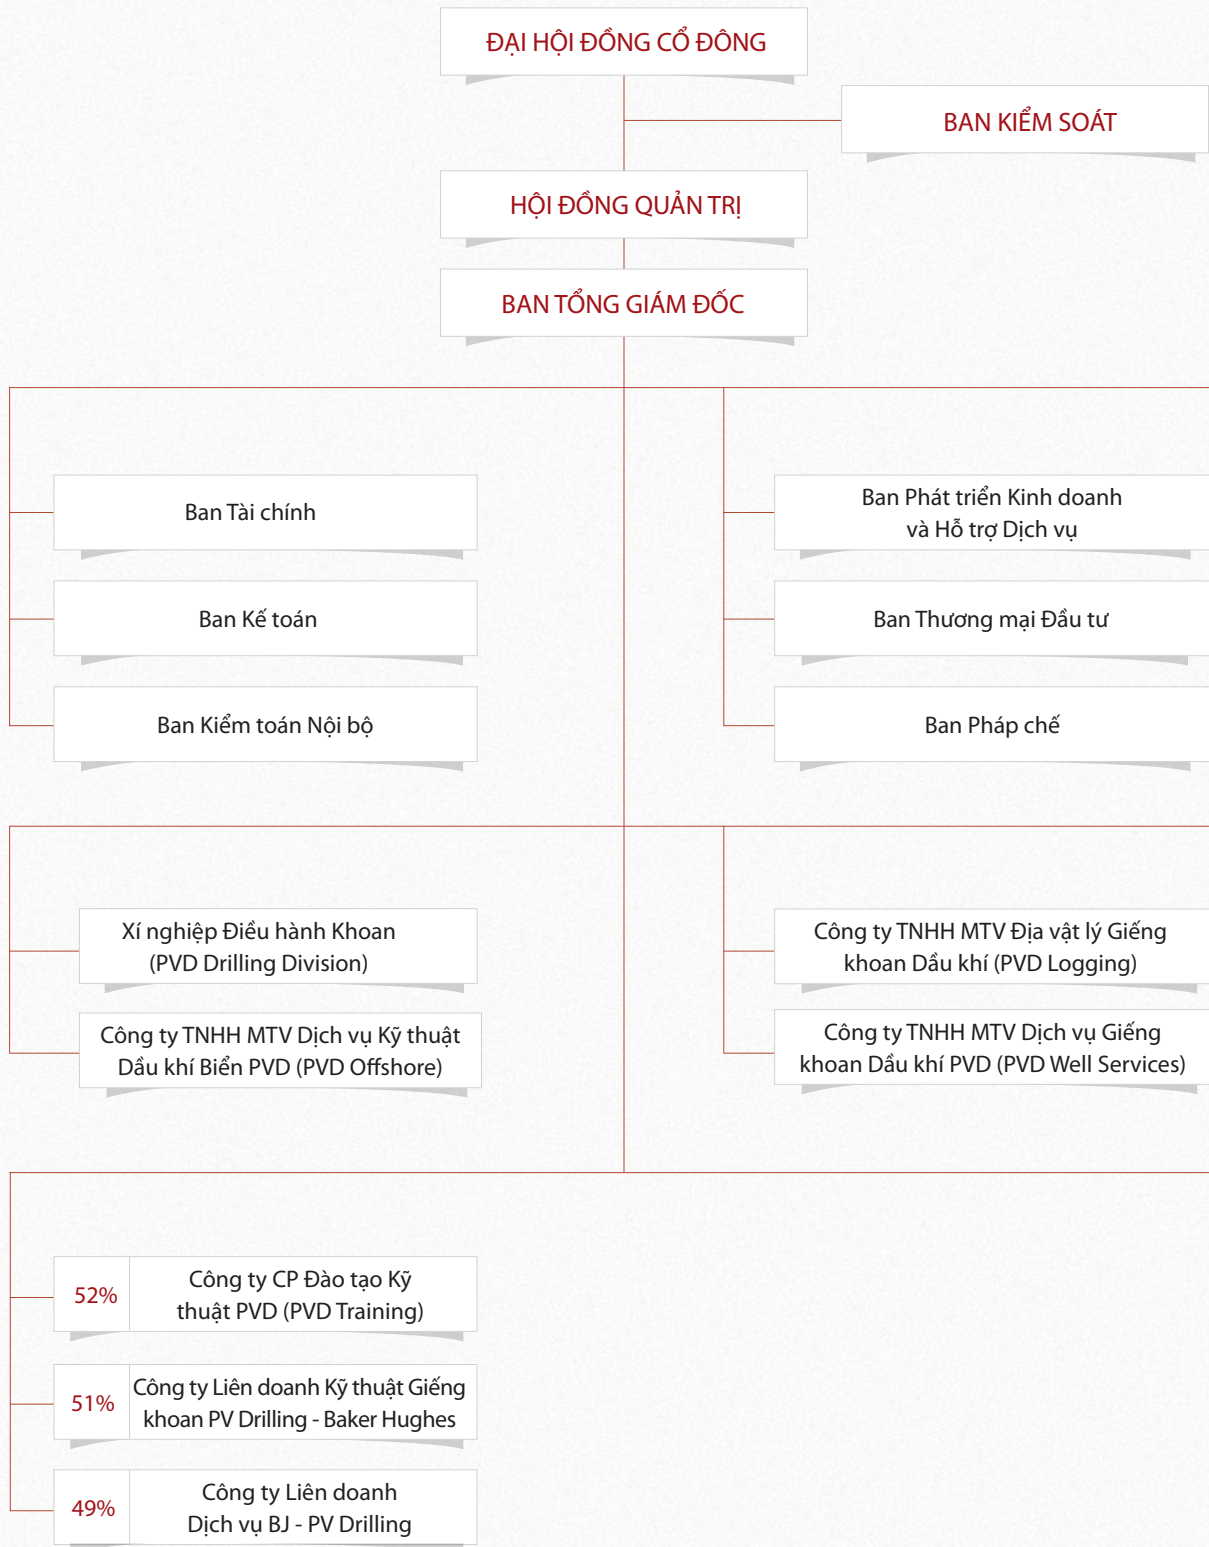 ĐẠI HỘI ĐỒNG CỔ ĐÔNG
BAN KIỂM SOÁT
HỘI ĐỒNG QUẢN TRỊ
BAN TỔNG GIÁM ĐỐC
Ban Tài chính
Ban Kế toán
Ban Kiểm toán Nội bộ
Ban Phát triển Kinh doanh
và Hỗ trợ Dịch vụ
Ban Thương mại Đầu tư
Ban Pháp chế
Xí nghiệp Điều hành Khoan
(PVD Drilling Division)
Công ty TNHH MTV Dịch vụ Kỹ thuật
Dầu khí Biển PVD (PVD Offshore)
Công ty TNHH MTV Địa vật lý Giếng
khoan Dầu khí (PVD Logging)
Công ty TNHH MTV Dịch vụ Giếng
khoan Dầu khí PVD (PVD Well Services)
52%
Công ty CP Đào tạo Kỹ
thuật PVD (PVD Training)
51%
Công ty Liên doanh Kỹ thuật Giếng
khoan PV Drilling - Baker Hughes
49%
Công ty Liên doanh
Dịch vụ BJ - PV Drilling